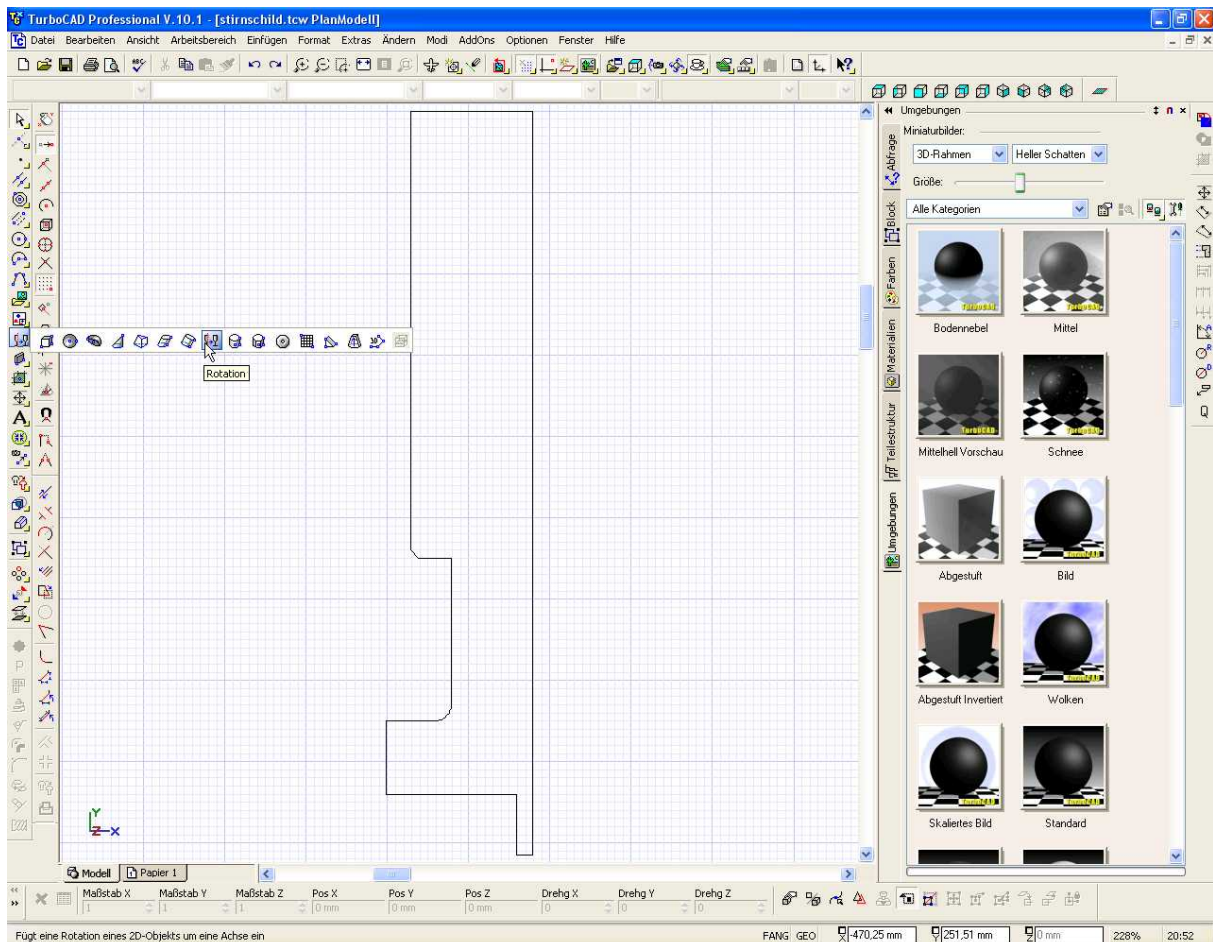 TurboCAD Professional V.10.1 - [stirnschild.tcw PlanModell]
Datei Bearbeiten Ansicht Arbeitsbereich Einfügen Format Extras Ändern Modi AddOns Optionen Fenster Hilfe
Umgebungen
Miniaturbilder:
3D-Rahmen Heller Schatten
Größe:
Alle Kategorien
Abfrage
Block
Farben
Materialien
Teilestruktur
Umgebungen
Bodennebel Mittel
Mittelhell Vorschau Schnee
Abgestuft Bild
Abgestuft Invertiert Wolken
Skaliertes Bild Standard
Rotation
Y
Z X
Modell Papier 1
Maßstab X Maßstab Y Maßstab Z Pos X Pos Y Pos Z Drehg X Drehg Y Drehg Z
1 1 1 0 mm 0 mm 0 mm 0 0 0
Fügt eine Rotation eines 2D-Objekts um eine Achse ein
FANG GEO X -470,25 mm Y 251,51 mm Z 0 mm 228% 20:52